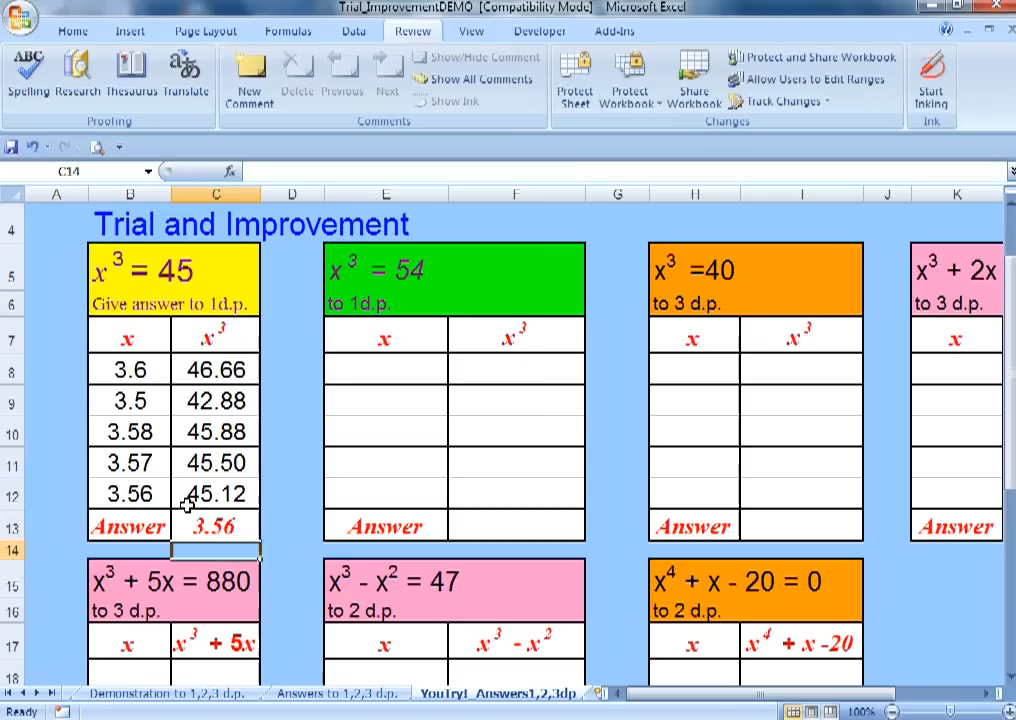 Trial_ImprovementDEMO [Compatibility Mode] - Microsoft Excel
Home Insert Page Layout Formulas Data Review View Developer Add-Ins
ABC
Spelling Research Thesaurus Translate
Proofing
New Comment Delete Previous Next
Show/Hide Comment
Show All Comments
Show Ink
Comments
Protect Sheet Protect Workbook Share Workbook
Protect and Share Workbook
Allow Users to Edit Ranges
Track Changes
Changes
Start Inking
Ink
C14 fx
A B C D E F G H I J K
4 Trial and Improvement
5 x³ = 45 x³ = 54 x³ =40 x³ + 2x
6 Give answer to 1d.p. to 1d.p. to 3 d.p. to 3 d.p.
7 x x³ x x³ x x³ x
8 3.6 46.66
9 3.5 42.88
10 3.58 45.88
11 3.57 45.50
12 3.56 45.12
13 Answer 3.56 Answer Answer Answer
14
15 x³ + 5x = 880 x³ - x² = 47 x⁴ + x - 20 = 0
16 to 3 d.p. to 2 d.p. to 2 d.p.
17 x x³ + 5x x x³ - x² x x⁴ + x -20
18
Demonstration to 1,2,3 d.p. Answers to 1,2,3 d.p. YouTry!_Answers1,2,3dp
Ready 100%